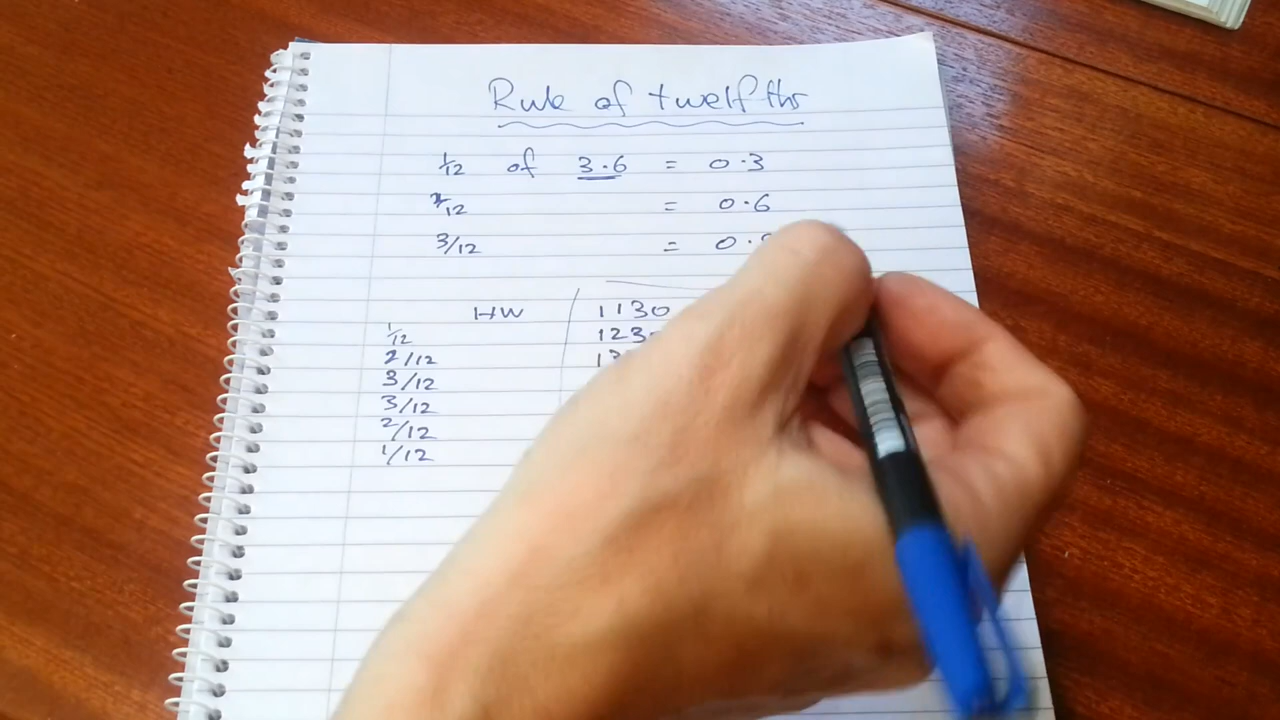 Rule of twelfths
1/12 of 3.6 = 0.3
2/12 = 0.6
3/12 =
HW 1130
1/12
2/12
3/12
3/12
2/12
1/12